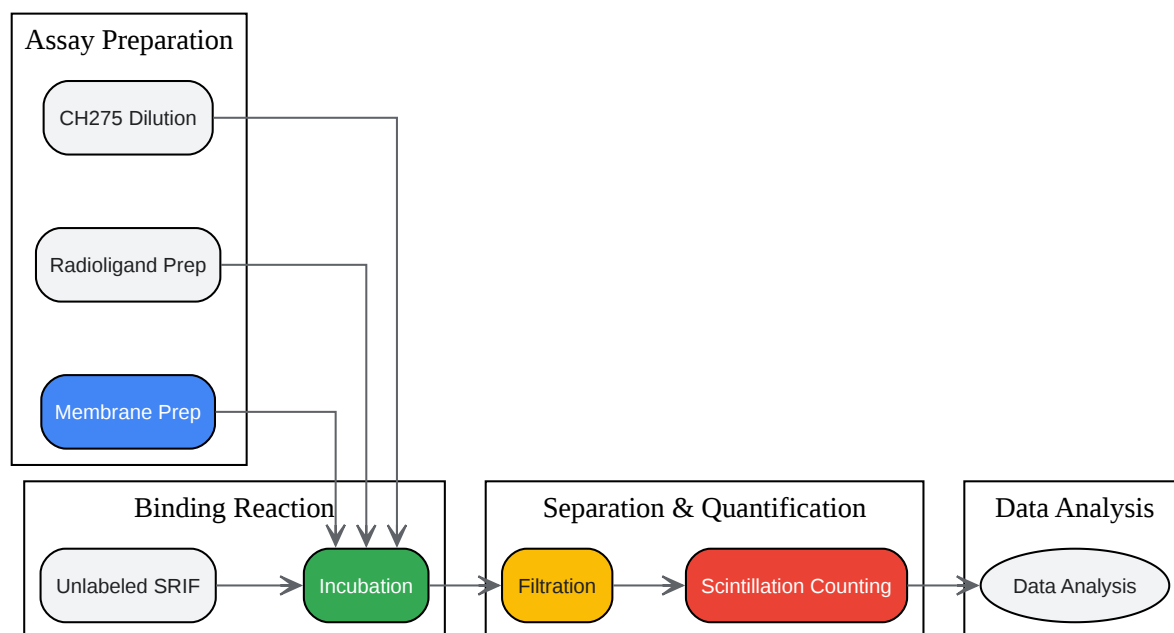 Assay Preparation
CH275 Dilution
Radioligand Prep
Membrane Prep
Binding Reaction
Unlabeled SRIF
Incubation
Separation & Quantification
Filtration
Scintillation Counting
Data Analysis
Data Analysis